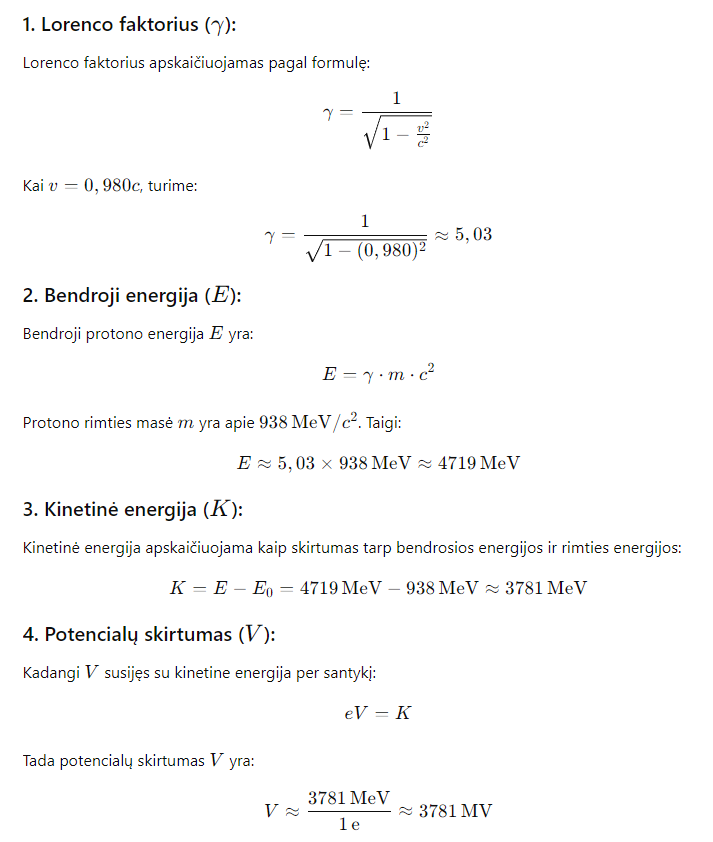 1. Lorenco faktorius (γ):
Lorenco faktorius apskaičiuojamas pagal formulę:
γ = 1 / √(1 − v²/c²)
Kai v = 0,980c, turime:
γ = 1 / √(1 − (0,980)²) ≈ 5,03
2. Bendroji energija (E):
Bendroji protono energija E yra:
E = γ · m · c²
Protono rimties masė m yra apie 938 MeV/c². Taigi:
E ≈ 5,03 × 938 MeV ≈ 4719 MeV
3. Kinetinė energija (K):
Kinetinė energija apskaičiuojama kaip skirtumas tarp bendrosios energijos ir rimties energijos:
K = E − E₀ = 4719 MeV − 938 MeV ≈ 3781 MeV
4. Potencialų skirtumas (V):
Kadangi V susijęs su kinetine energija per santykį:
eV = K
Tada potencialų skirtumas V yra:
V ≈ 3781 MeV / 1 e ≈ 3781 MV